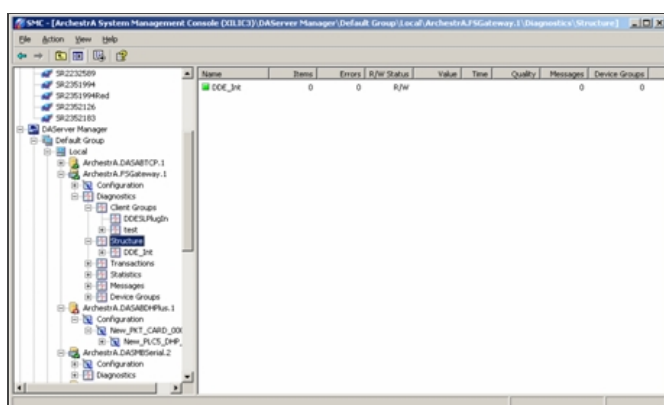 SMC - [ArchestrA System Management Console (XILIC3)\DAServer Manager\Default Group\Local\ArchestrA.FSGateway.1\Diagnostics\Structure]
File Action View Help
SR2232589
SR2351994
SR2351994Red
SR2352126
SR2352183
DAServer Manager
Default Group
Local
ArchestrA.DASABTCP.1
ArchestrA.FSGateway.1
Configuration
Diagnostics
Client Groups
DDESLPlugIn
test
Structure
DDE_Int
Transactions
Statistics
Messages
Device Groups
ArchestrA.DASABDHPlus.1
Configuration
New_PKT_CARD_000
New_PLC5_DHP_
ArchestrA.DASMBSerial.2
Configuration
Diagnostics
Name Items Errors R/W Status Value Time Quality Messages Device Groups
DDE_Int 0 0 R/W 0 0